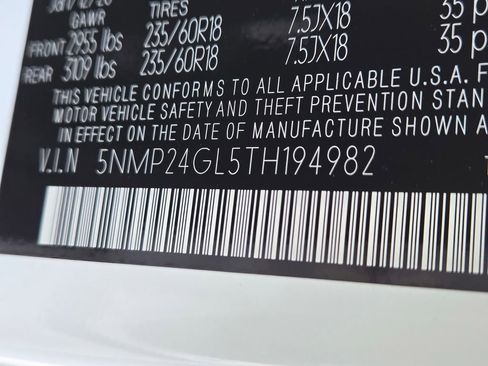 GAWR TIRES
FRONT 2955 lbs 235/60R18 7.5JX18 35 p
REAR 3109 lbs 235/60R18 7.5JX18 35 p
THIS VEHICLE CONFORMS TO ALL APPLICABLE U.S.A. F
MOTOR VEHICLE SAFETY AND THEFT PREVENTION STAN
IN EFFECT ON THE DATE OF MANUFACTURE SHOWN A
V.I.N 5NMP24GL5TH194982